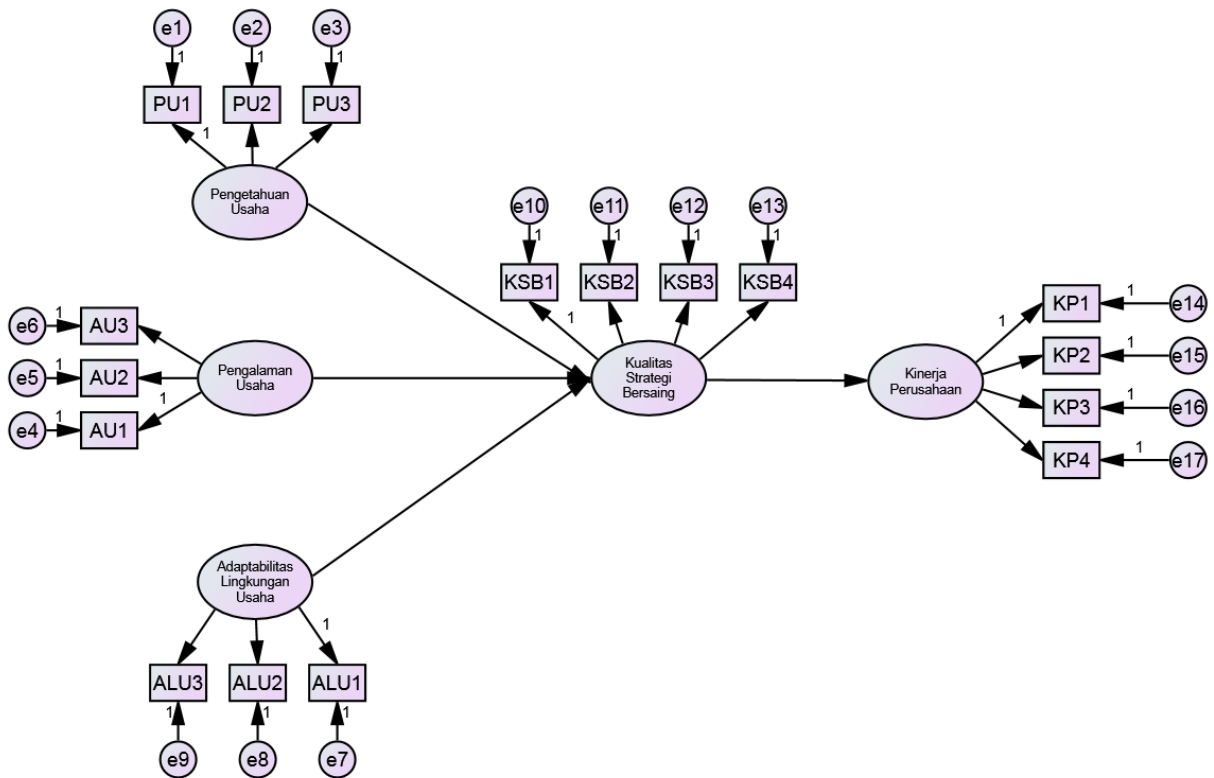 e1
e2
e3
1
1
1
PU1
PU2
PU3
1
Pengetahuan
Usaha
e10
e11
e12
e13
1
1
1
1
KSB1
KSB2
KSB3
KSB4
1
Kualitas
Strategi
Bersaing
e6
1
AU3
e5
1
AU2
e4
1
AU1
1
Pengalaman
Usaha
Kinerja
Perusahaan
1
KP1
1
e14
KP2
1
e15
KP3
1
e16
KP4
1
e17
Adaptabilitas
Lingkungan
Usaha
1
ALU3
ALU2
ALU1
1
1
1
e9
e8
e7